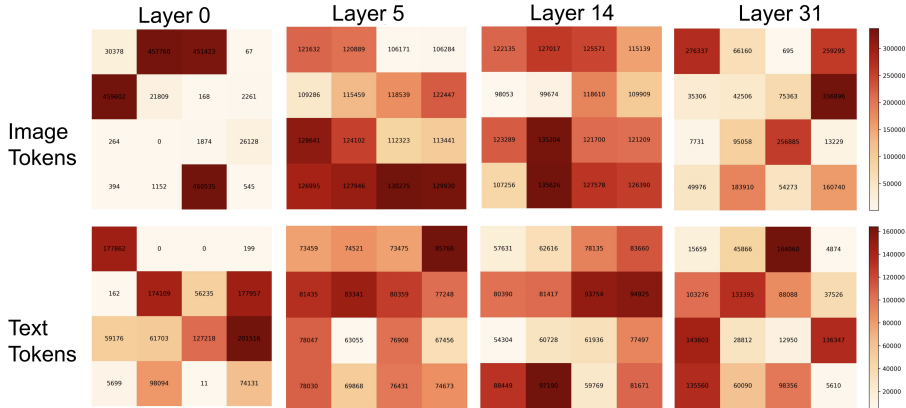 Layer 0 Layer 5 Layer 14 Layer 31
30378 457760 451423 67 121632 120889 106171 106284 122135 127017 125571 115139 276337 66160 695 259295 300000
250000
459602 21809 168 2261 109286 115459 118539 122447 98053 99674 118610 109909 35306 42506 75363 200000
Image Tokens
150000
264 0 1874 26128 128641 124102 112323 113441 123289 135204 121700 121209 7731 95058 256885 13229 100000
394 1152 460535 545 126995 127946 130275 129930 107256 135626 127578 126390 49976 183910 54273 160740 50000
177862 0 0 199 73459 74521 73475 57631 62616 78135 83660 15659 45866 184060 4874 160000
140000
162 174109 56235 177957 81435 83341 80359 77248 80390 81417 93754 94925 103276 133395 88088 37526 120000
100000
Text Tokens
80000
59176 61703 127218 78047 63055 76908 67456 54304 60728 61936 77497 143603 28812 12950 136347 60000
40000
5699 98094 11 74131 78030 69868 76431 74673 88449 97190 59769 81671 135560 60090 98356 5610 20000
0